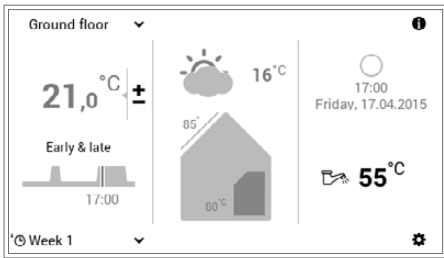 Ground floor
21,0 °C ±
Early & late
17:00
Week 1
16°C
85°
80°C
17:00
Friday, 17.04.2015
55°C